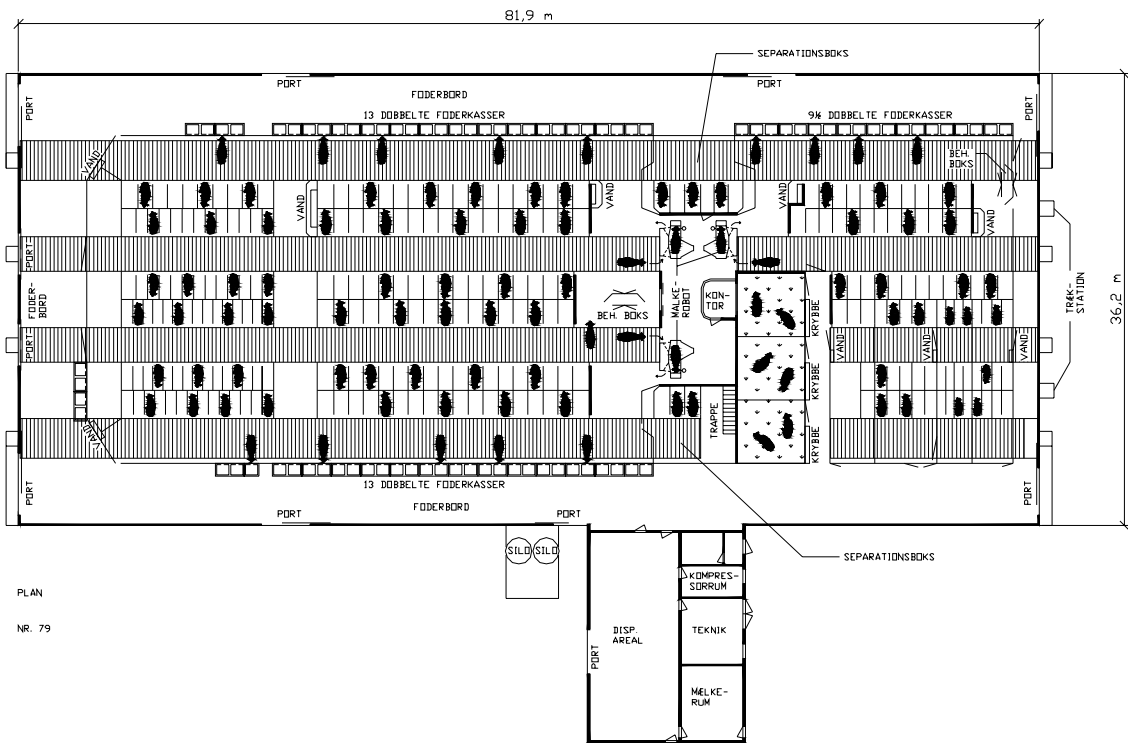 81,9 m
SEPARATIONSBOKS
PORT
PORT
FODERBORD
PORT
PORT
13 DOBBELTE FODERKASSER
9½ DOBBELTE FODERKASSER
VAND
BEH.
BOKS
VAND
VAND
VAND
VAND
PORT
FODER-
BORD
MALKE-
ROBOT
KON-
TOR
BEH. BOKS
KRYBBE
TRÆK-
STATION
36,2 m
PORT
VAND
VAND
VAND
KRYBBE
TRAPPE
KRYBBE
VAND
13 DOBBELTE FODERKASSER
FODERBORD
PORT
PORT
PORT
PORT
SILO
SILO
SEPARATIONSBOKS
KOMPRES-
SORRUM
PLAN
NR. 79
DISP.
AREAL
TEKNIK
PORT
MÆLKE-
RUM